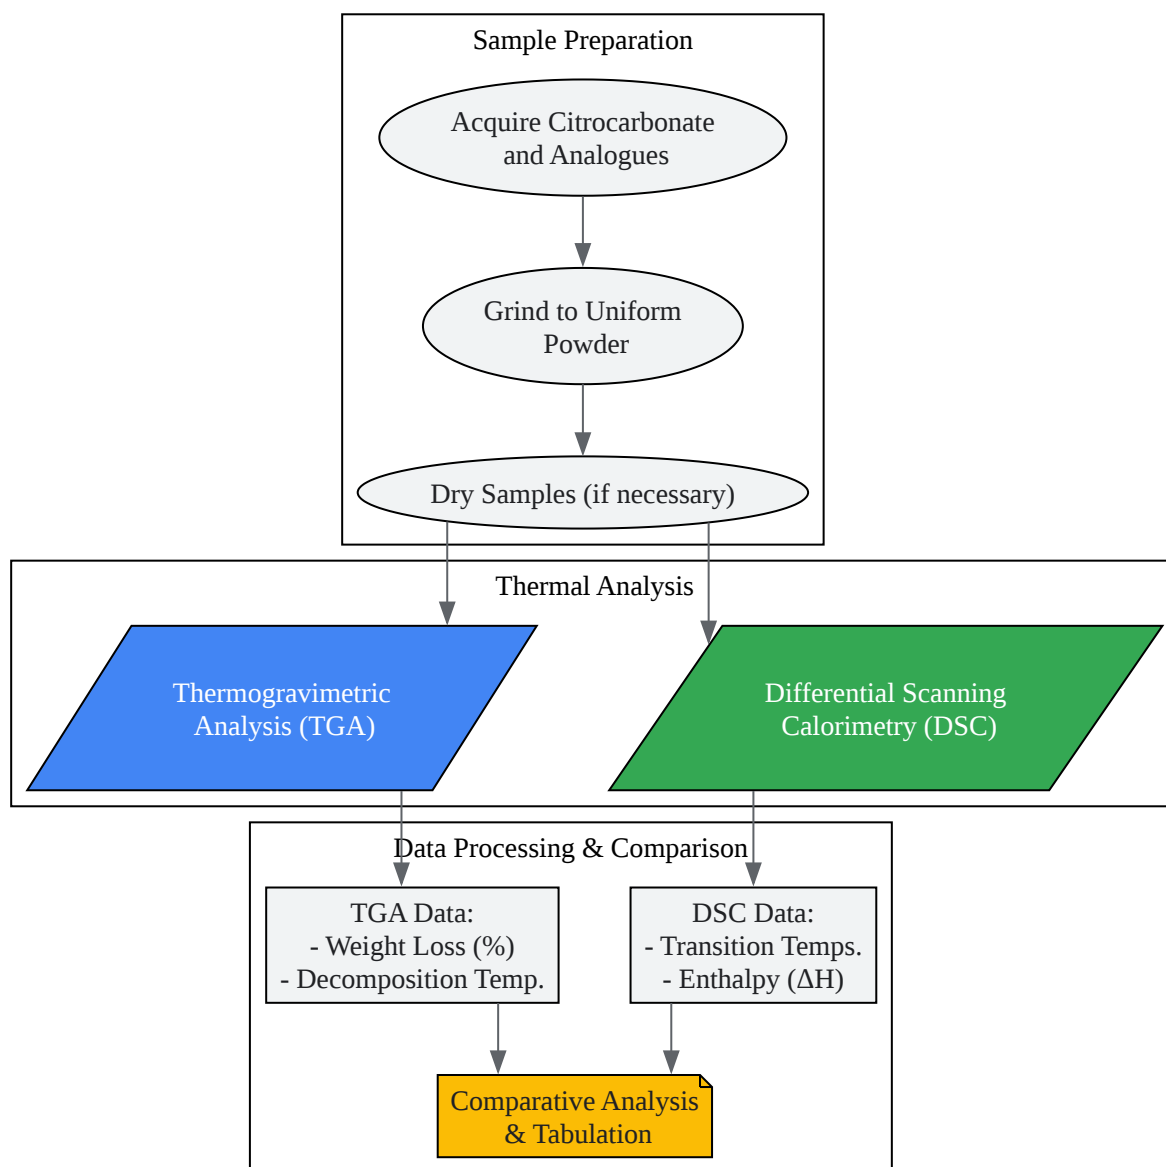 Sample Preparation
Acquire Citrocarbonate
and Analogues
Grind to Uniform
Powder
Dry Samples (if necessary)
Thermal Analysis
Thermogravimetric
Analysis (TGA)
Differential Scanning
Calorimetry (DSC)
Data Processing & Comparison
TGA Data:
- Weight Loss (%)
- Decomposition Temp.
DSC Data:
- Transition Temps.
- Enthalpy (ΔH)
Comparative Analysis
& Tabulation